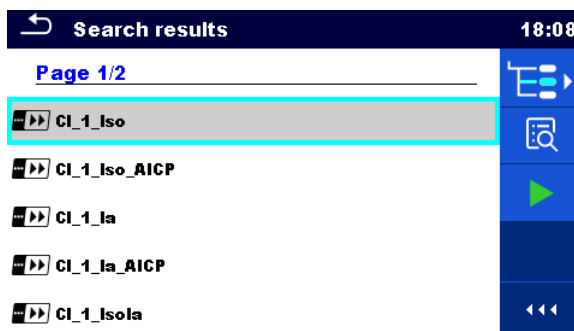 Search results
18:08
Page 1/2
Cl_1_Iso
Cl_1_Iso_AICP
Cl_1_Ia
Cl_1_Ia_AICP
Cl_1_IsoIa